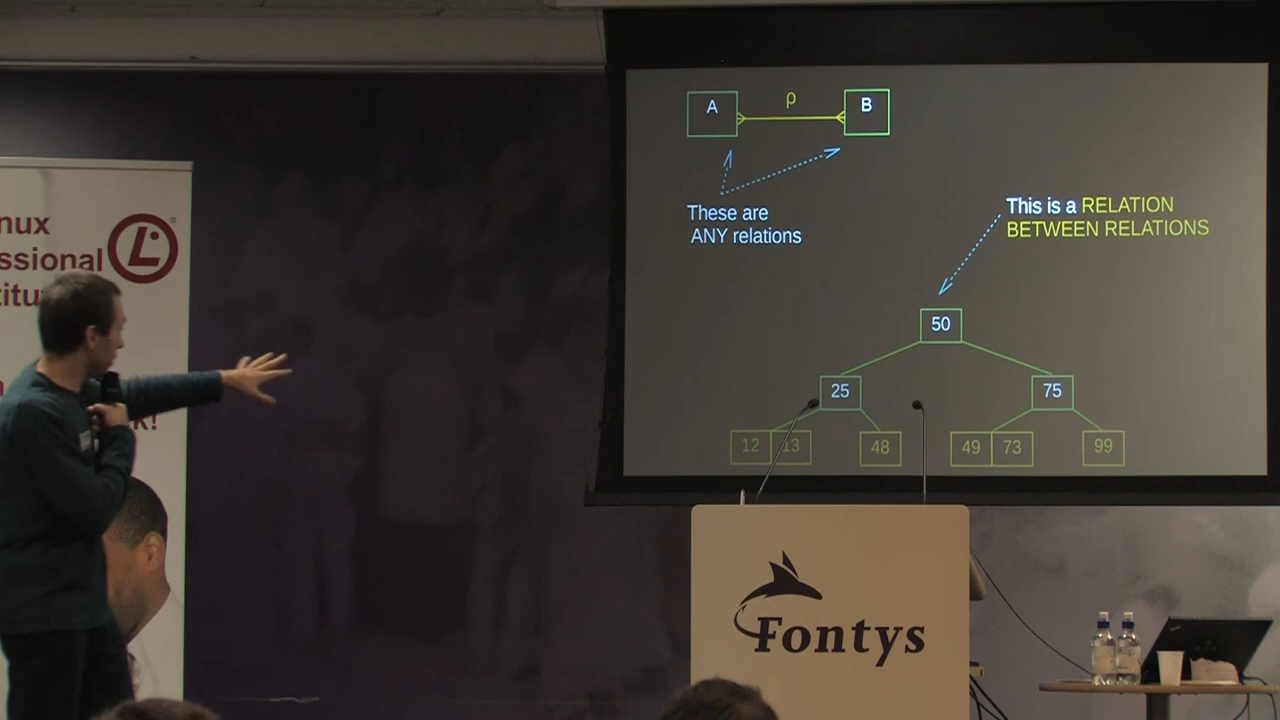 A
ρ
B
These are
ANY relations
This is a RELATION
BETWEEN RELATIONS
50
25
75
12
13
48
49
73
99
nux
ssional
titu
k!
Fontys